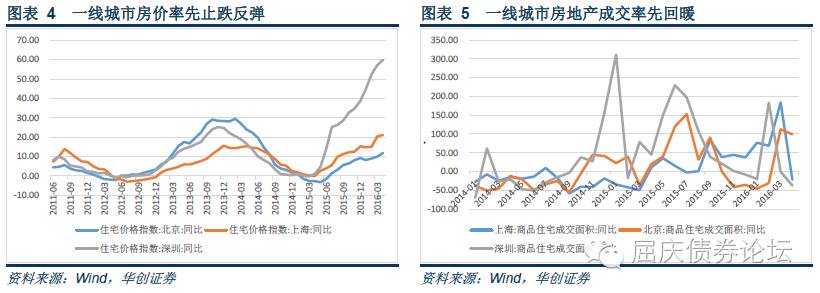 图表 4 一线城市房价率先止跌反弹
70.00
60.00
50.00
40.00
30.00
20.00
10.00
0.00
-10.00
2011-06 2011-09 2011-12 2012-03 2012-06 2012-09 2012-12 2013-03 2013-06 2013-09 2013-12 2014-03 2014-06 2014-09 2014-12 2015-03 2015-06 2015-09 2015-12 2016-03
住宅价格指数:北京:同比 住宅价格指数:上海:同比
住宅价格指数:深圳:同比
资料来源：Wind，华创证券
图表 5 一线城市房地产成交率先回暖
350.00
300.00
250.00
200.00
150.00
100.00
50.00
0.00
-50.00
-100.00
2014-01 2014-03 2014-05 2014-07 2014-09 2014-11 2015-01 2015-03 2015-05 2015-07 2015-09 2015-11 2016-01 2016-03
上海:商品住宅成交面积:同比 北京:商品住宅成交面积:同比
深圳:商品住宅成交面
屈庆债券论坛
资料来源：Wind，华创证券